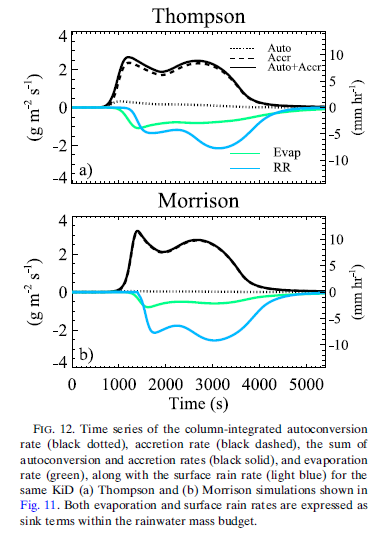 Thompson
4
2
0
-2
-4
(g m⁻² s⁻¹)
Auto
Accr
Auto+Accr
Evap
RR
a)
10
5
0
-5
-10
(mm hr⁻¹)
Morrison
4
2
0
-2
-4
(g m⁻² s⁻¹)
b)
10
5
0
-5
-10
(mm hr⁻¹)
0 1000 2000 3000 4000 5000
Time (s)
FIG. 12. Time series of the column-integrated autoconversion
rate (black dotted), accretion rate (black dashed), the sum of
autoconversion and accretion rates (black solid), and evaporation
rate (green), along with the surface rain rate (light blue) for the
same KiD (a) Thompson and (b) Morrison simulations shown in
Fig. 11. Both evaporation and surface rain rates are expressed as
sink terms within the rainwater mass budget.